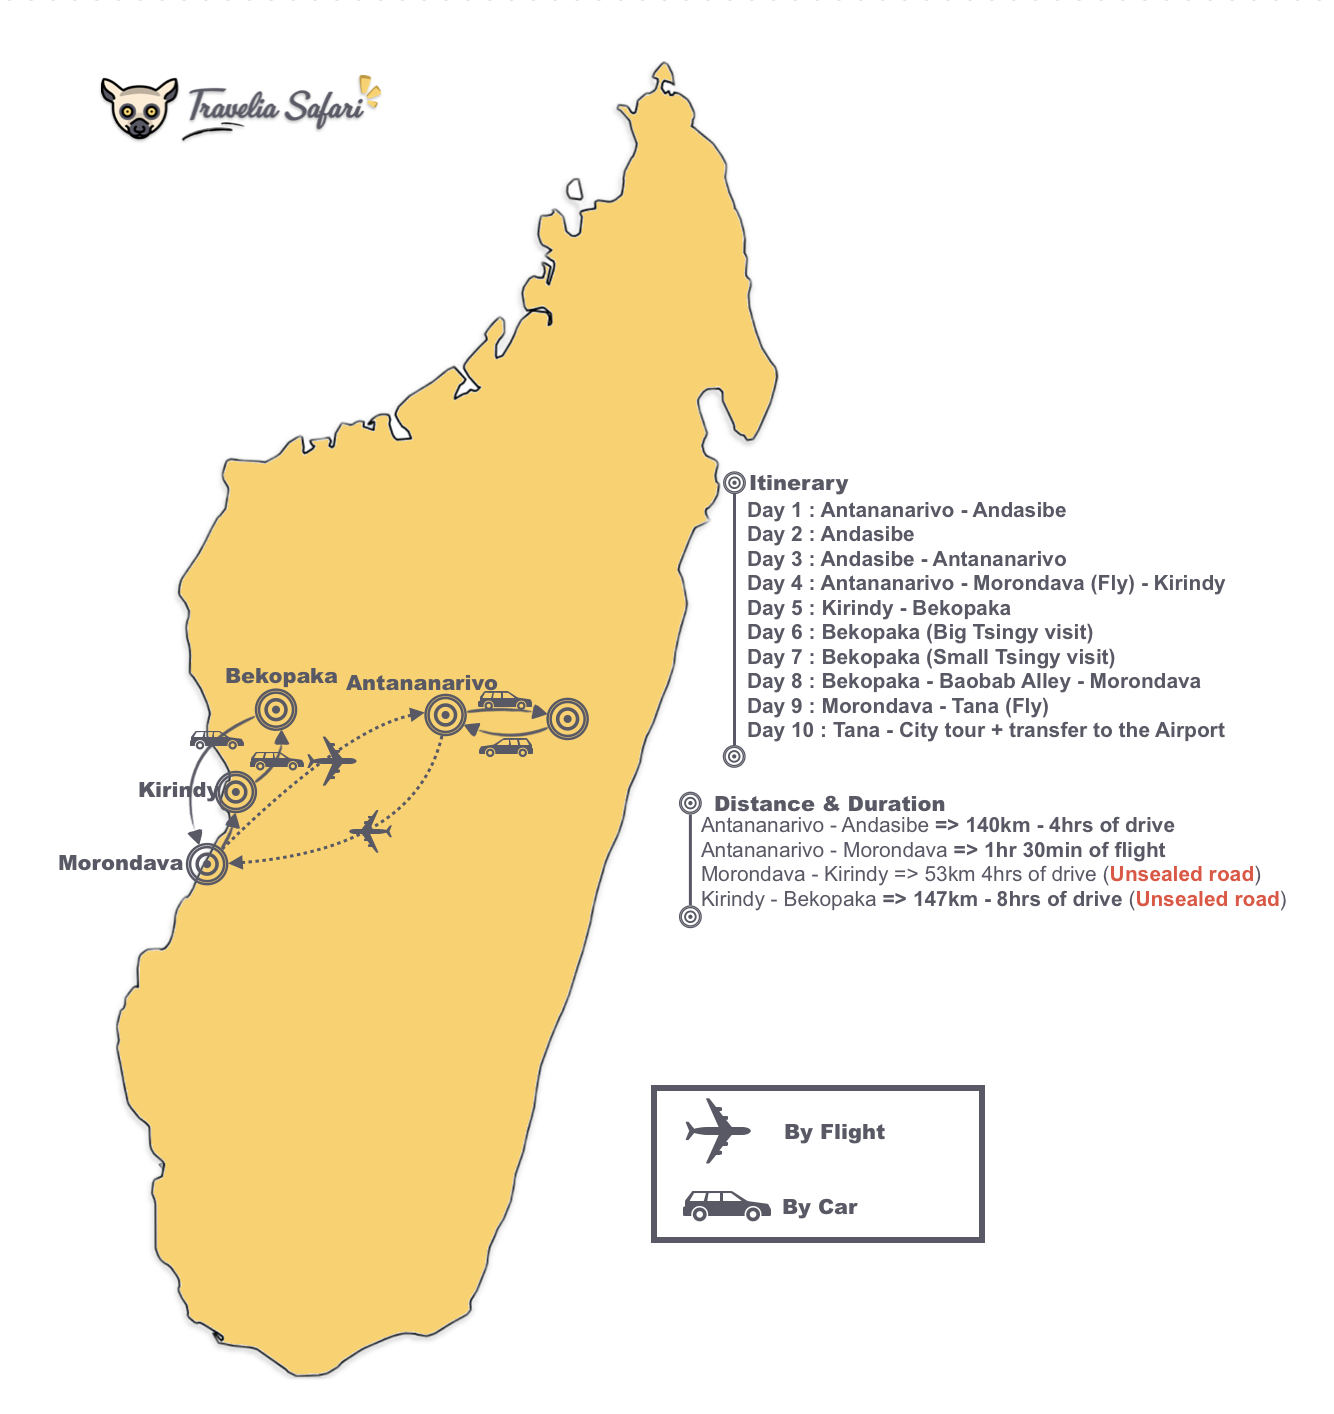 Travelia Safari
Bekopaka
Antananarivo
Kirindy
Morondava
Itinerary
Day 1 : Antananarivo - Andasibe
Day 2 : Andasibe
Day 3 : Andasibe - Antananarivo
Day 4 : Antananarivo - Morondava (Fly) - Kirindy
Day 5 : Kirindy - Bekopaka
Day 6 : Bekopaka (Big Tsingy visit)
Day 7 : Bekopaka (Small Tsingy visit)
Day 8 : Bekopaka - Baobab Alley - Morondava
Day 9 : Morondava - Tana (Fly)
Day 10 : Tana - City tour + transfer to the Airport
Distance & Duration
Antananarivo - Andasibe => 140km - 4hrs of drive
Antananarivo - Morondava => 1hr 30min of flight
Morondava - Kirindy => 53km 4hrs of drive (Unsealed road)
Kirindy - Bekopaka => 147km - 8hrs of drive (Unsealed road)
By Flight
By Car